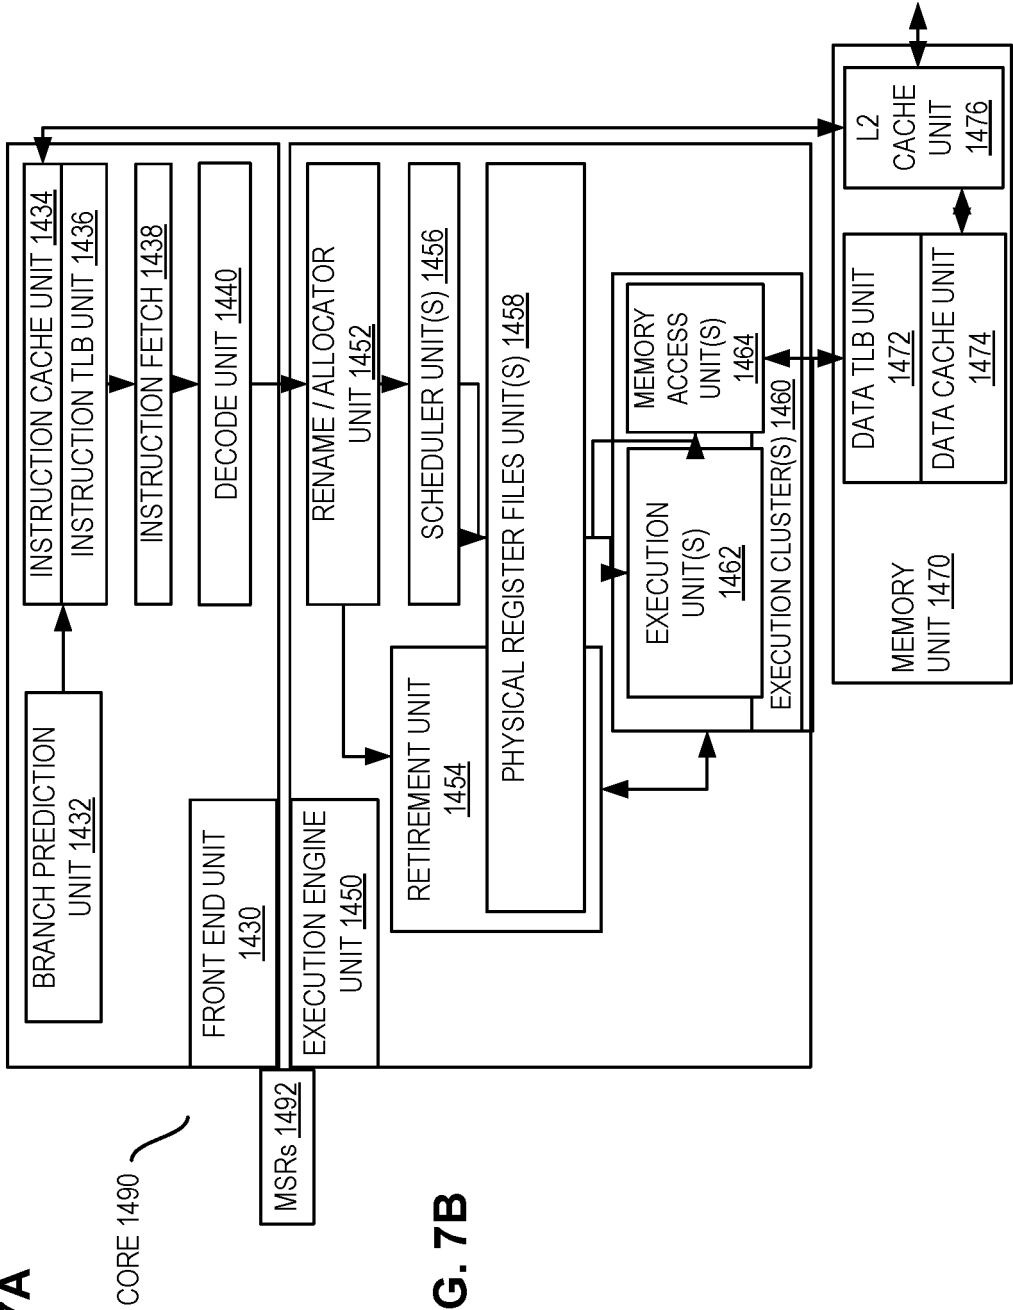 7A
CORE 1490
G. 7B
MSRs 1492
FRONT END UNIT
1430
BRANCH PREDICTION
UNIT 1432
INSTRUCTION CACHE UNIT 1434
INSTRUCTION TLB UNIT 1436
INSTRUCTION FETCH 1438
DECODE UNIT 1440
EXECUTION ENGINE
UNIT 1450
RENAME / ALLOCATOR
UNIT 1452
SCHEDULER UNIT(S) 1456
RETIREMENT UNIT
1454
PHYSICAL REGISTER FILES UNIT(S) 1458
EXECUTION
UNIT(S)
1462
MEMORY
ACCESS
UNIT(S)
1464
EXECUTION CLUSTER(S) 1460
MEMORY
UNIT 1470
DATA TLB UNIT
1472
DATA CACHE UNIT
1474
L2
CACHE
UNIT
1476